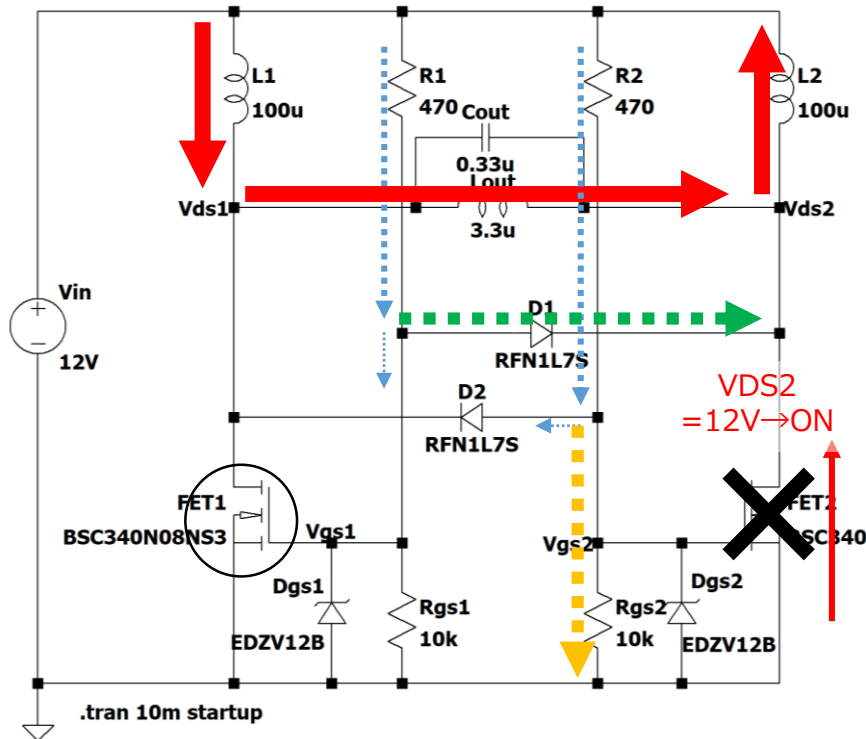 L1
100u
R1
470
R2
470
L2
100u
Cout
0.33u
Lout
3.3u
Vds1
Vds2
Vin
12V
D1
RFN1L7S
D2
RFN1L7S
VDS2
=12V→ON
FET1
BSC340N08NS3
Vgs1
Vgs2
FET2
BSC340
Dgs1
EDZV12B
Rgs1
10k
Rgs2
10k
Dgs2
EDZV12B
.tran 10m startup